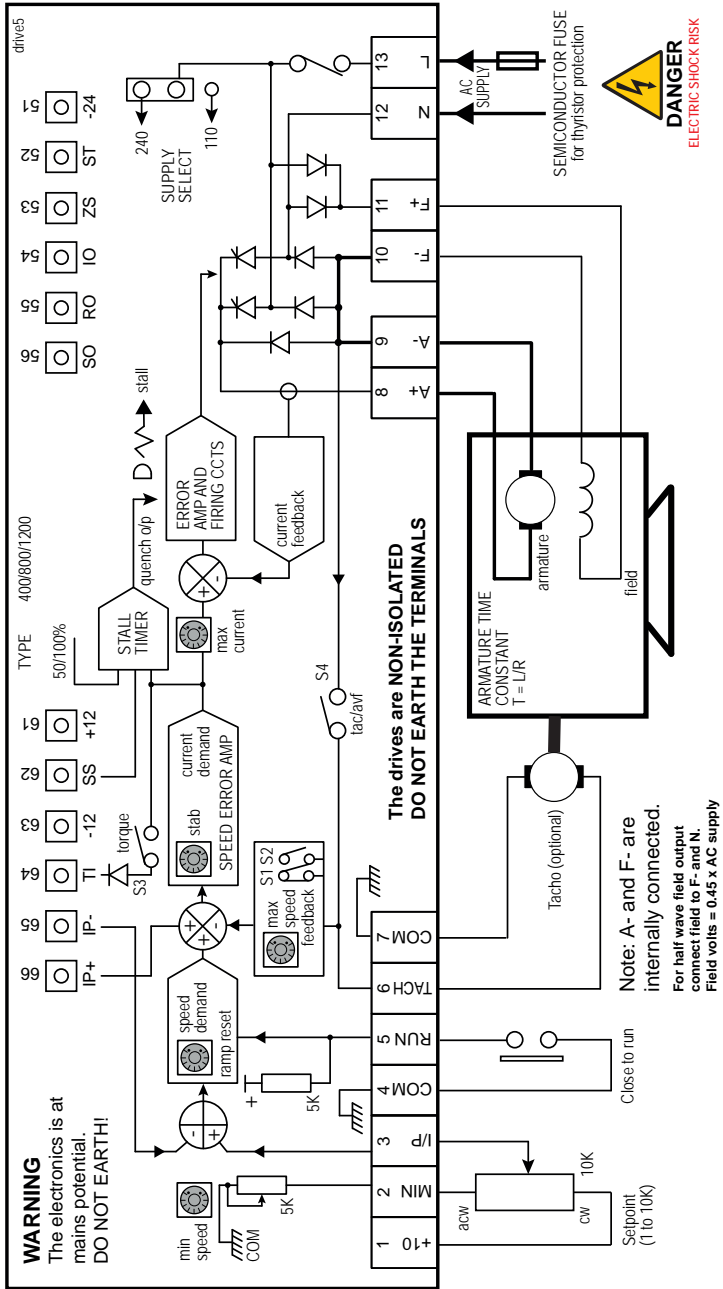 WARNING
The electronics is at
mains potential.
DO NOT EARTH!
66
IP+
65
IP-
64
TI
63
-12
62
SS
61
+12
TYPE
400/800/1200
50/100%
56
SO
55
RO
54
IO
53
ZS
52
ST
51
-24
drive5
S3
torque
STALL
TIMER
quench o/p
stall
SUPPLY
SELECT
240
110
min
speed
COM
5K
-
+
speed
demand
ramp reset
+
5K
+
+
-
stab
current
demand
SPEED ERROR AMP
max
speed
feedback
S1 S2
max
current
+
-
ERROR
AMP AND
FIRING CCTS
current
feedback
S4
tac/avf
The drives are NON-ISOLATED
DO NOT EARTH THE TERMINALS
1
+10
2
MIN
3
I/P
4
COM
5
RUN
6
TACH
7
COM
8
A+
9
A-
10
F-
11
F+
12
N
13
L
acw
cw
10K
Setpoint
(1 to 10K)
Close to run
Tacho (optional)
ARMATURE TIME
CONSTANT
T = L/R
armature
field
AC
SUPPLY
SEMICONDUCTOR FUSE
for thyristor protection
Note: A- and F- are
internally connected.
For half wave field output
connect field to F- and N.
Field volts = 0.45 x AC supply
DANGER
ELECTRIC SHOCK RISK